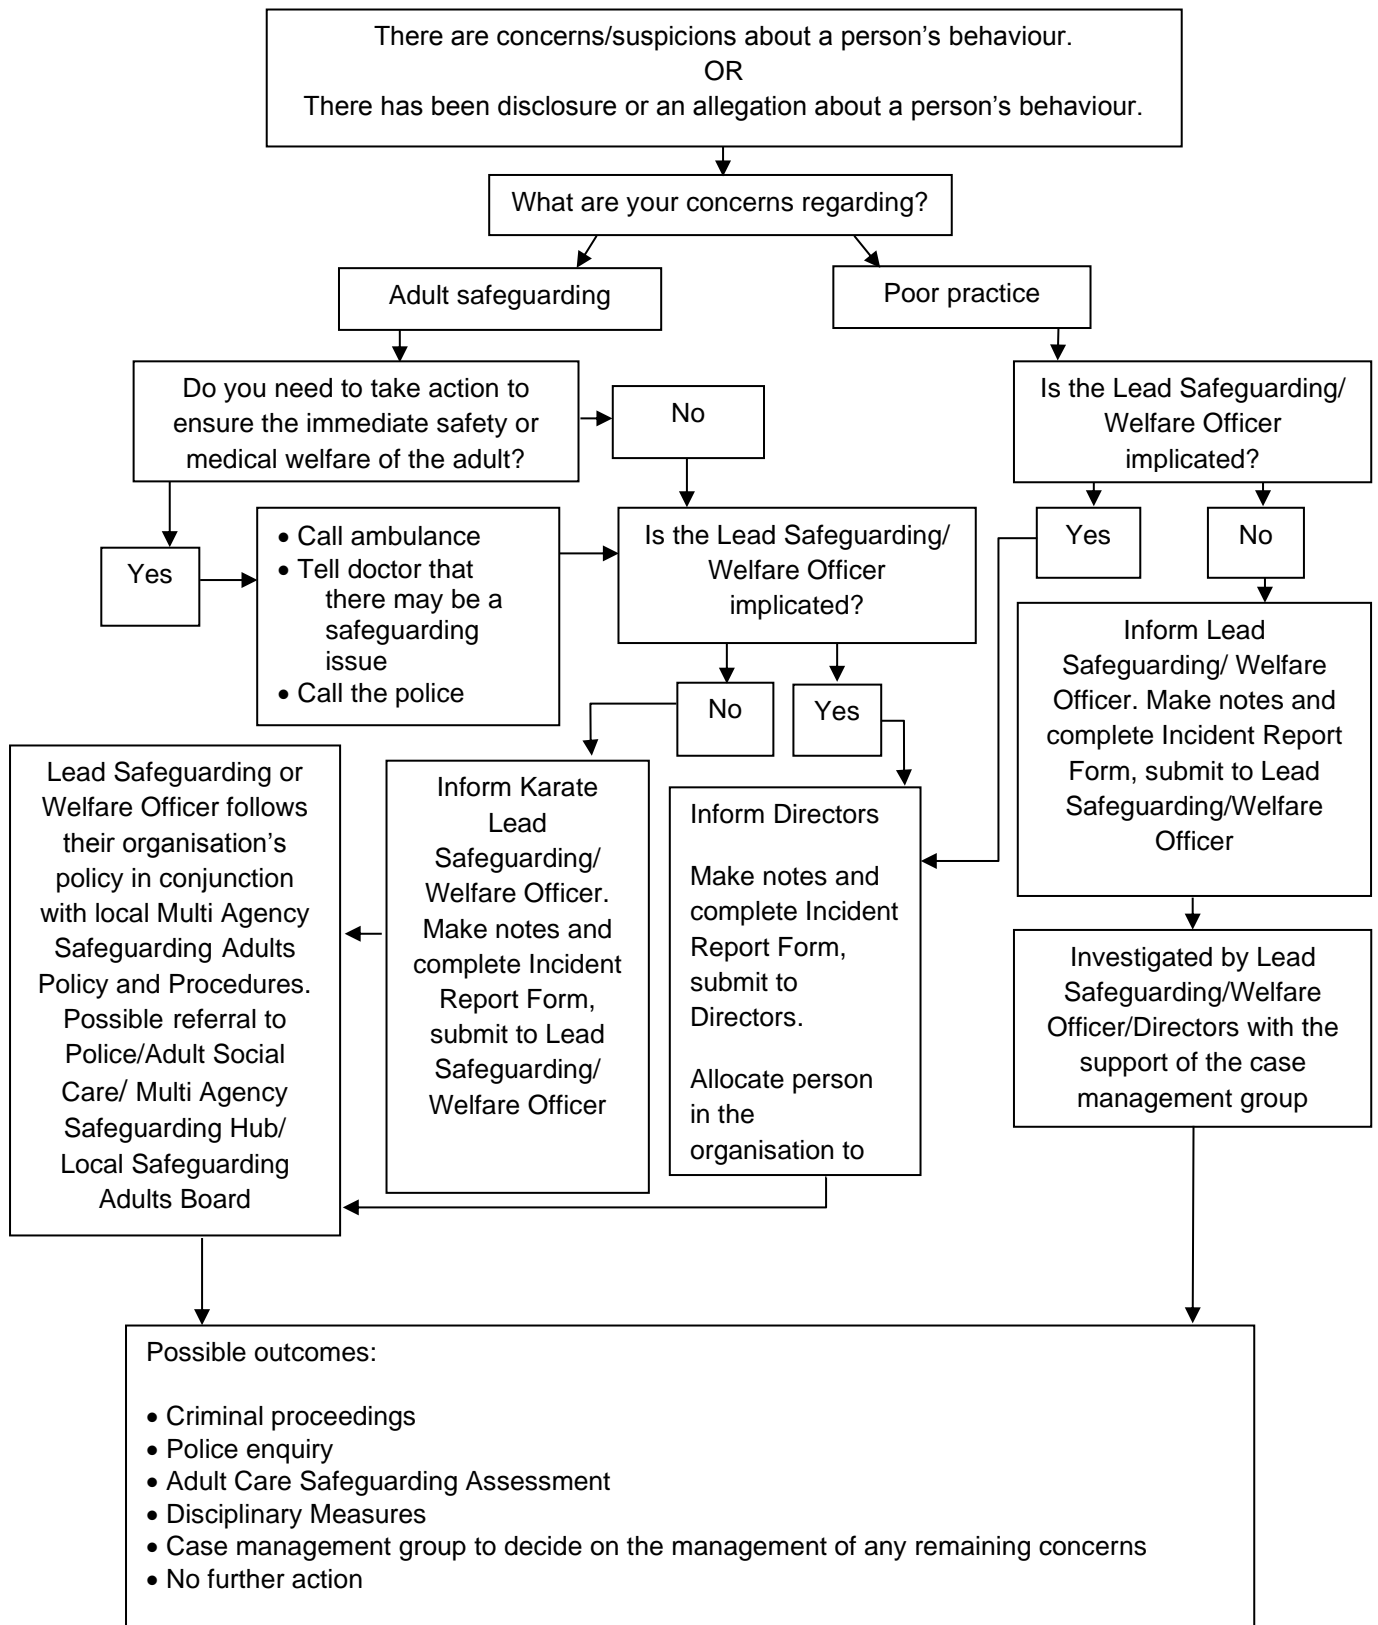 There are concerns/suspicions about a person’s behaviour.
OR
There has been disclosure or an allegation about a person’s behaviour.
What are your concerns regarding?
Adult safeguarding
Poor practice
Do you need to take action to
ensure the immediate safety or
medical welfare of the adult?
No
Is the Lead Safeguarding/
Welfare Officer
implicated?
Yes
• Call ambulance
• Tell doctor that
there may be a
safeguarding
issue
• Call the police
Is the Lead Safeguarding/
Welfare Officer
implicated?
Yes
No
No
Yes
Inform Lead
Safeguarding/ Welfare
Officer. Make notes and
complete Incident Report
Form, submit to Lead
Safeguarding/Welfare
Officer
Lead Safeguarding or
Welfare Officer follows
their organisation’s
policy in conjunction
with local Multi Agency
Safeguarding Adults
Policy and Procedures.
Possible referral to
Police/Adult Social
Care/ Multi Agency
Safeguarding Hub/
Local Safeguarding
Adults Board
Inform Karate
Lead
Safeguarding/
Welfare Officer.
Make notes and
complete Incident
Report Form,
submit to Lead
Safeguarding/
Welfare Officer
Inform Directors
Make notes and
complete Incident
Report Form,
submit to
Directors.
Allocate person
in the
organisation to
Investigated by Lead
Safeguarding/Welfare
Officer/Directors with the
support of the case
management group
Possible outcomes:
• Criminal proceedings
• Police enquiry
• Adult Care Safeguarding Assessment
• Disciplinary Measures
• Case management group to decide on the management of any remaining concerns
• No further action